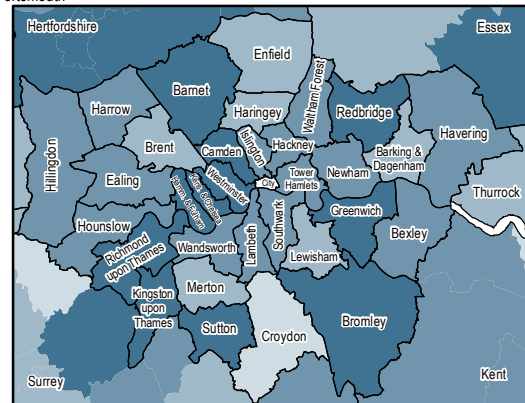 Hertfordshire
Essex
Enfield
Barnet
Waltham Forest
Harrow
Haringey
Redbridge
Islington
Havering
Hackney
Brent
Camden
Barking &
Dagenham
Hillingdon
Tower
Hamlets
Newham
Westminster
City
Ealing
Thurrock
Kens. & Chelsea
Hamm. & Fulham
Greenwich
Hounslow
Southwark
Lambeth
Bexley
Richmond
upon Thames
Wandsworth
Lewisham
Merton
Kingston
upon
Thames
Bromley
Sutton
Croydon
Surrey
Kent